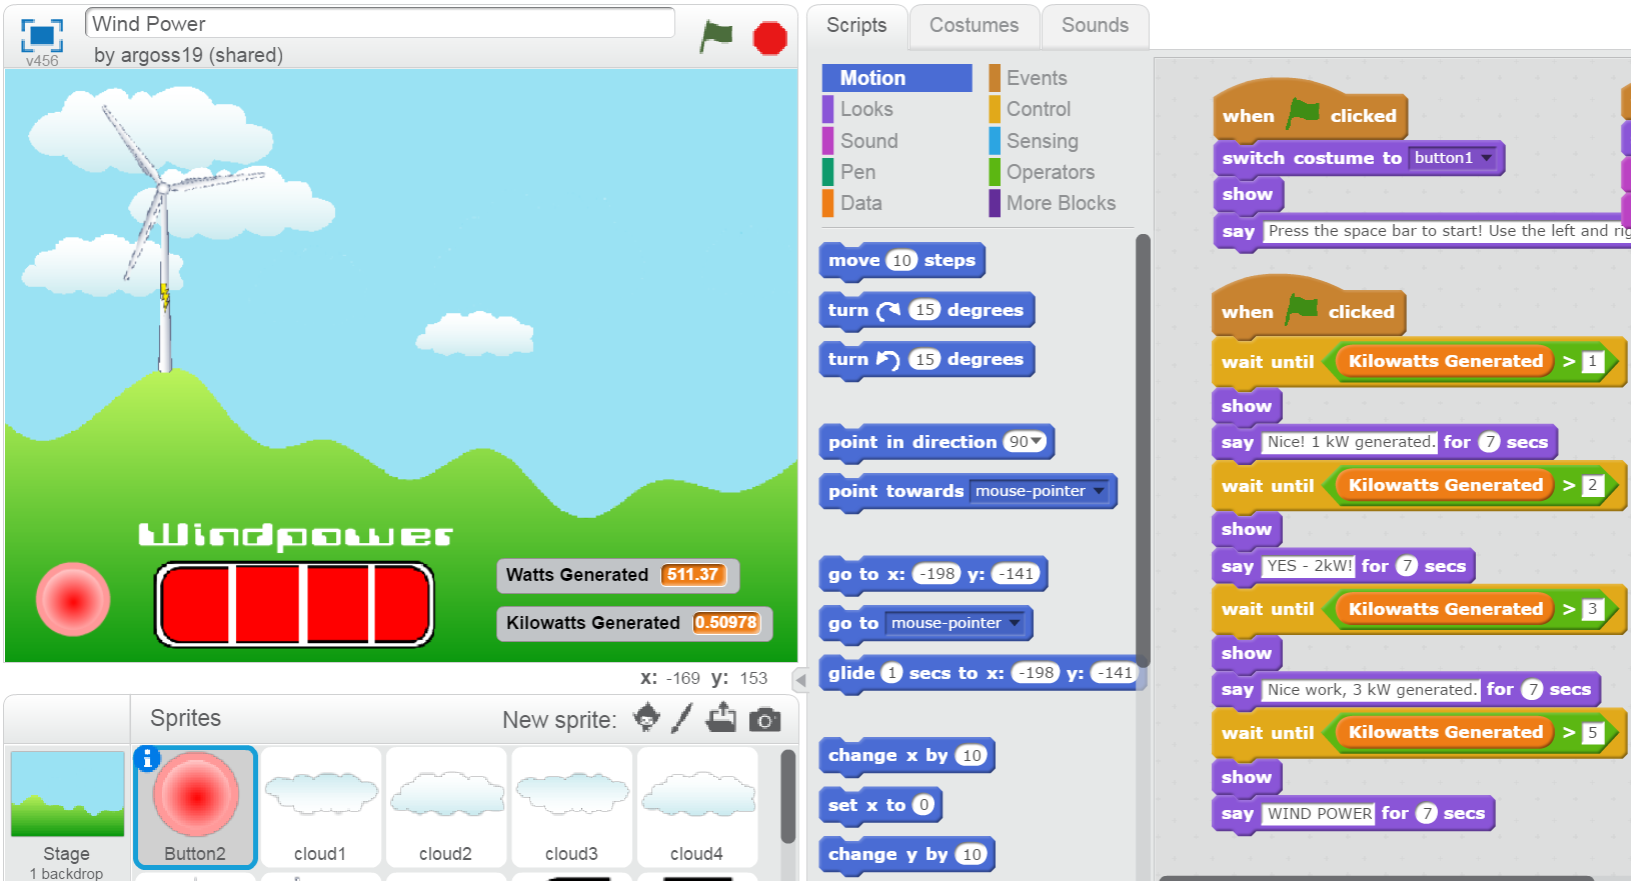 Wind Power
v456
by argoss19 (shared)
Windpower
Watts Generated 511.37
Kilowatts Generated 0.50978
x: -169 y: 153
Sprites
New sprite:
Stage
1 backdrop
Button2
cloud1
cloud2
cloud3
cloud4
Scripts
Costumes
Sounds
Motion
Looks
Sound
Pen
Data
Events
Control
Sensing
Operators
More Blocks
move 10 steps
turn 15 degrees
turn 15 degrees
point in direction 90
point towards mouse-pointer
go to x: -198 y: -141
go to mouse-pointer
glide 1 secs to x: -198 y: -141
change x by 10
set x to 0
change y by 10
when clicked
switch costume to button1
show
say Press the space bar to start! Use the left and
when clicked
wait until Kilowatts Generated > 1
show
say Nice! 1 kW generated. for 7 secs
wait until Kilowatts Generated > 2
show
say YES - 2kW! for 7 secs
wait until Kilowatts Generated > 3
show
say Nice work, 3 kW generated. for 7 secs
wait until Kilowatts Generated > 5
show
say WIND POWER for 7 secs